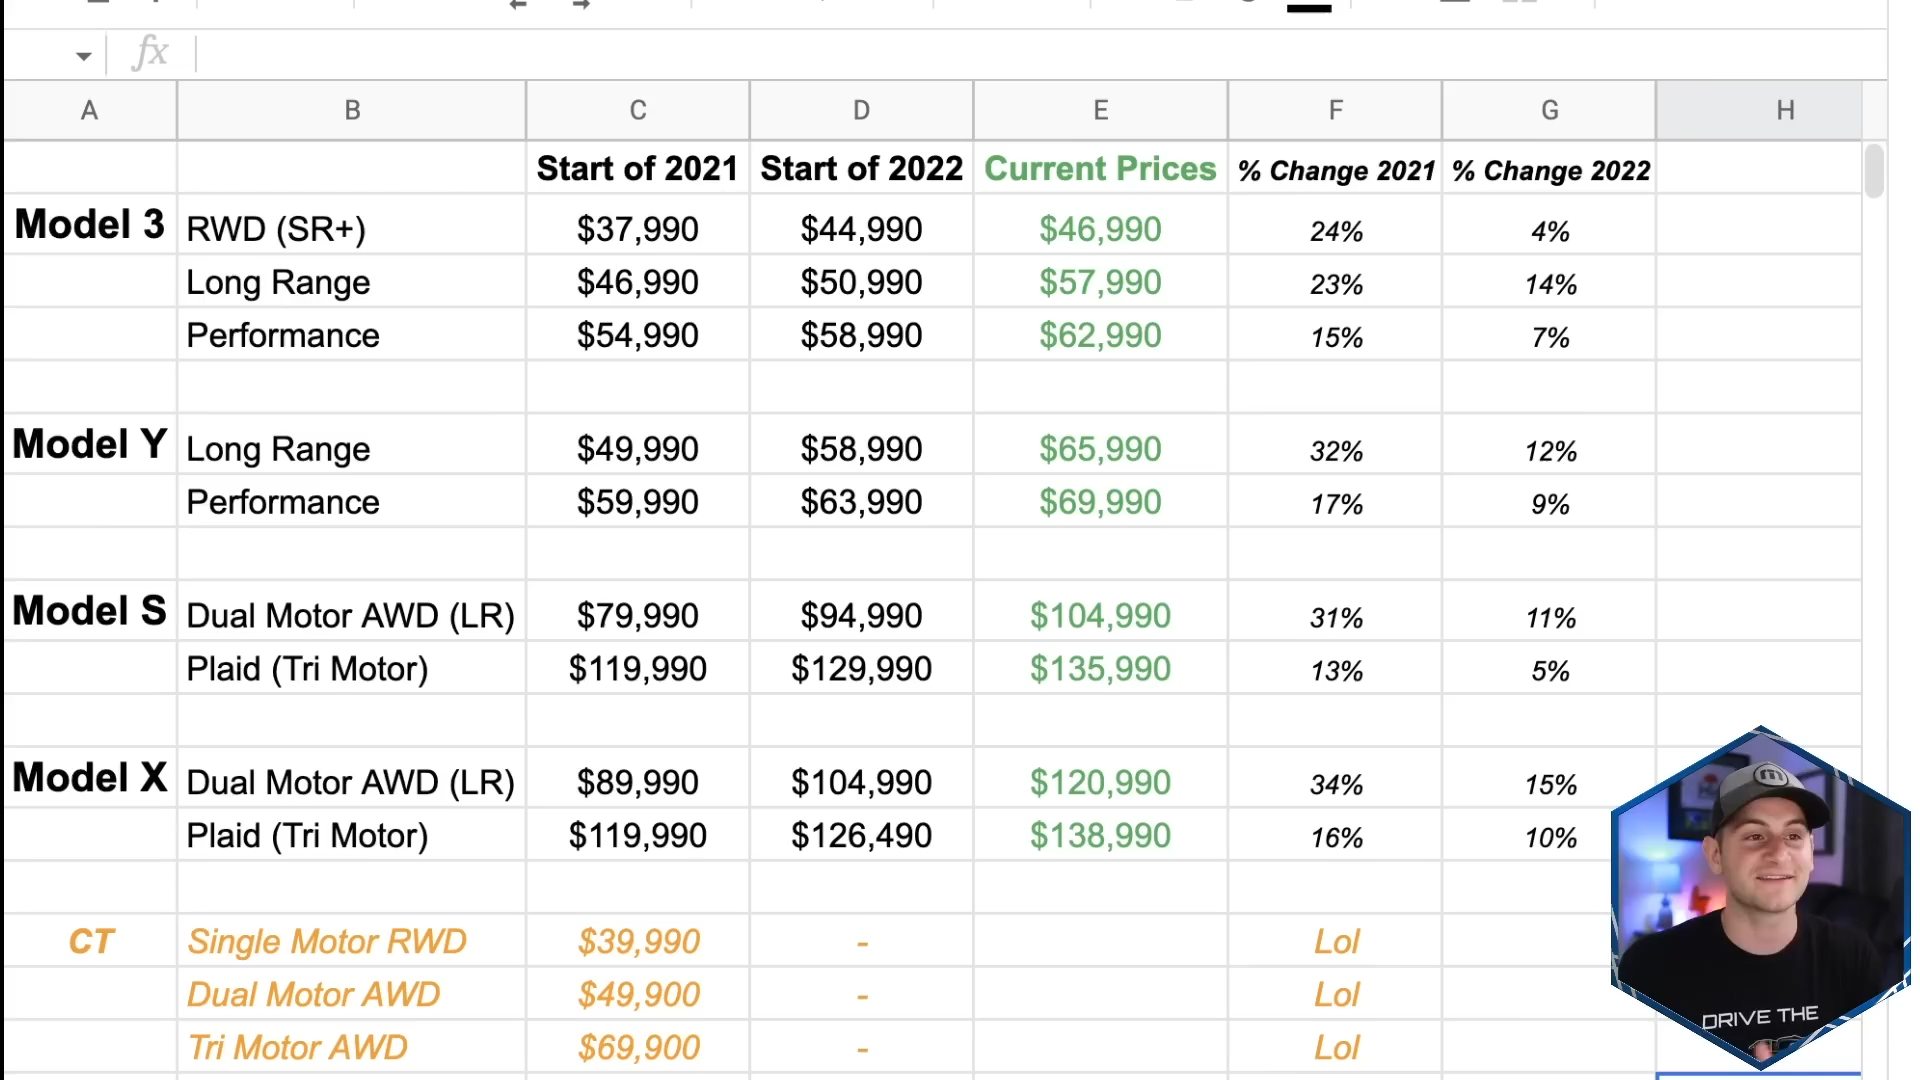 fx
A B C D E F G H
Start of 2021 Start of 2022 Current Prices % Change 2021 % Change 2022
Model 3 RWD (SR+) $37,990 $44,990 $46,990 24% 4%
Long Range $46,990 $50,990 $57,990 23% 14%
Performance $54,990 $58,990 $62,990 15% 7%
Model Y Long Range $49,990 $58,990 $65,990 32% 12%
Performance $59,990 $63,990 $69,990 17% 9%
Model S Dual Motor AWD (LR) $79,990 $94,990 $104,990 31% 11%
Plaid (Tri Motor) $119,990 $129,990 $135,990 13% 5%
Model X Dual Motor AWD (LR) $89,990 $104,990 $120,990 34% 15%
Plaid (Tri Motor) $119,990 $126,490 $138,990 16% 10%
CT Single Motor RWD $39,990 - Lol
Dual Motor AWD $49,900 - Lol
Tri Motor AWD $69,900 - Lol
m
DRIVE THE